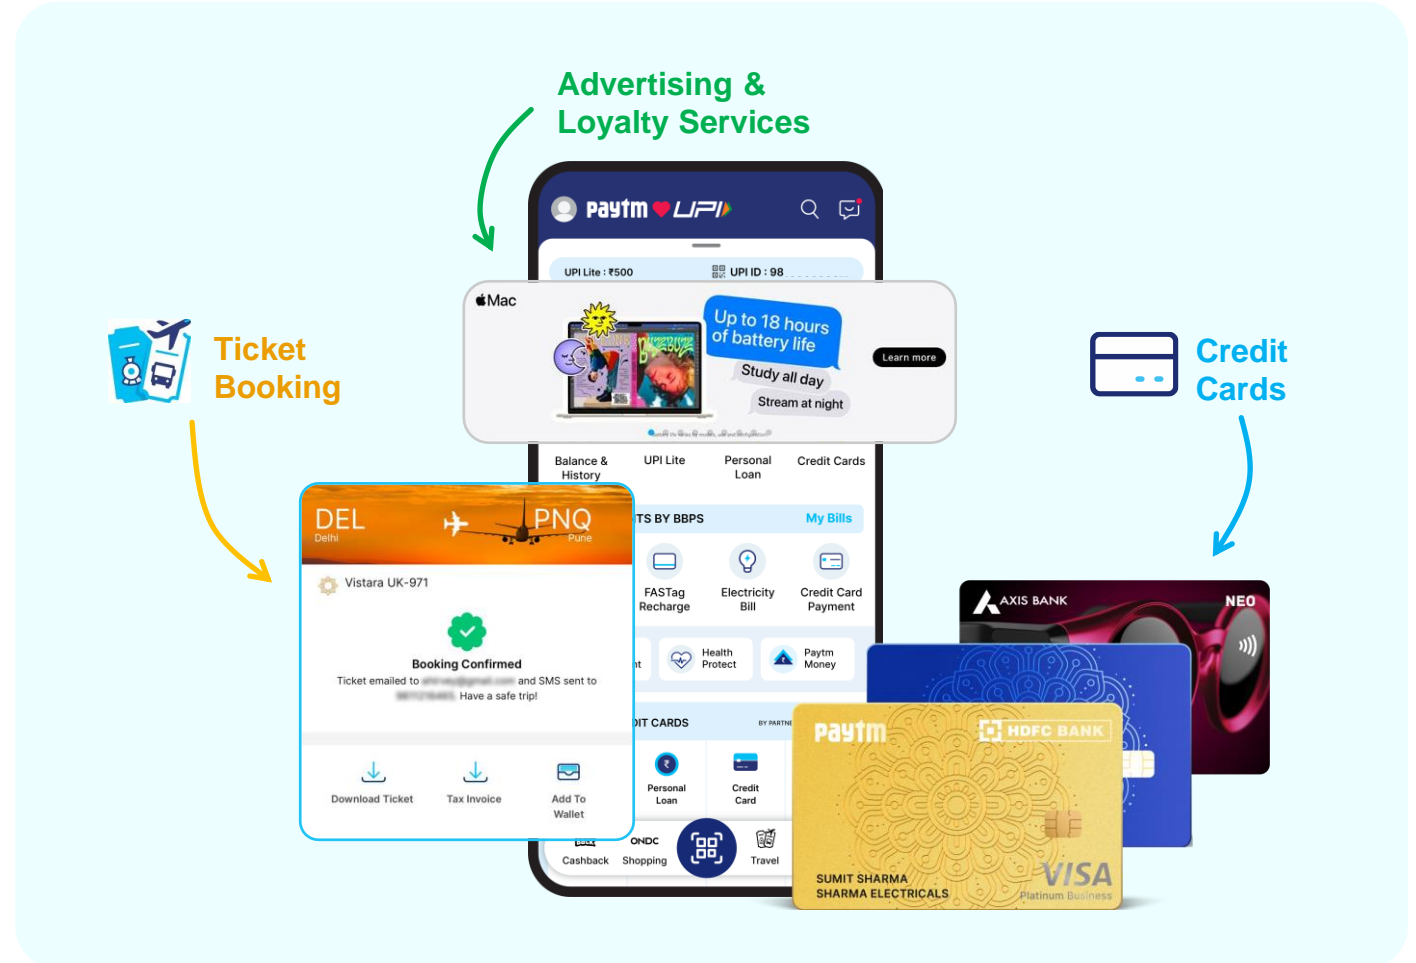 Advertising &
Loyalty Services
paytm UPI
UPI Lite : ₹500
UPI ID : 98
Mac
Up to 18 hours
of battery life
Study all day
Stream at night
Learn more
Ticket
Booking
Credit
Cards
Balance &
History
UPI Lite
Personal
Loan
Credit Cards
TS BY BBPS
My Bills
FASTag
Recharge
Electricity
Bill
Credit Card
Payment
nt
Health
Protect
Paytm
Money
DIT CARDS
BY PARTNE
Personal
Loan
Credit
Card
Cashback
ONDC
Shopping
Travel
DEL
Delhi
PNQ
Pune
Vistara UK-971
Booking Confirmed
Ticket emailed to
and SMS sent to
Have a safe trip!
Download Ticket
Tax Invoice
Add To
Wallet
AXIS BANK
NEO
paytm
HDFC BANK
SUMIT SHARMA
SHARMA ELECTRICALS
VISA
Platinum Business